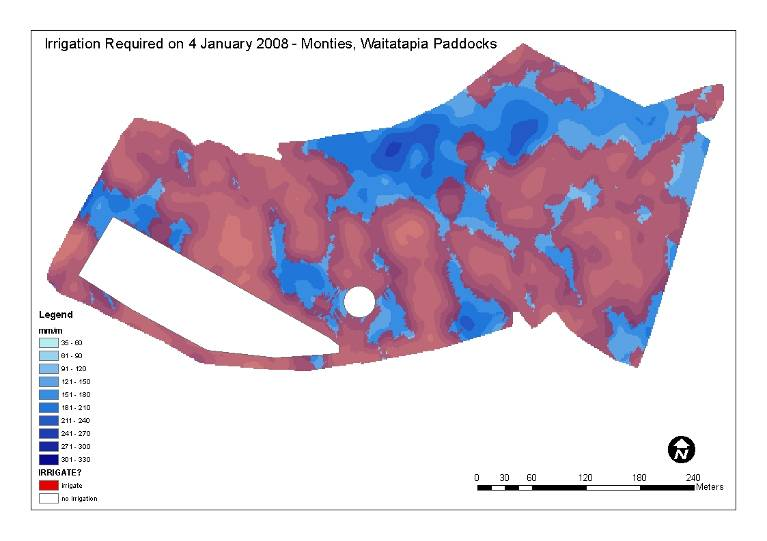 Irrigation Required on 4 January 2008 - Monties, Waitatapia Paddocks
Legend
mm/m
35 - 60
61 - 90
91 - 120
121 - 150
151 - 180
181 - 210
211 - 240
241 - 270
271 - 300
301 - 330
IRRIGATE?
irrigate
no irrigation
N
0 30 60 120 180 240
Meters